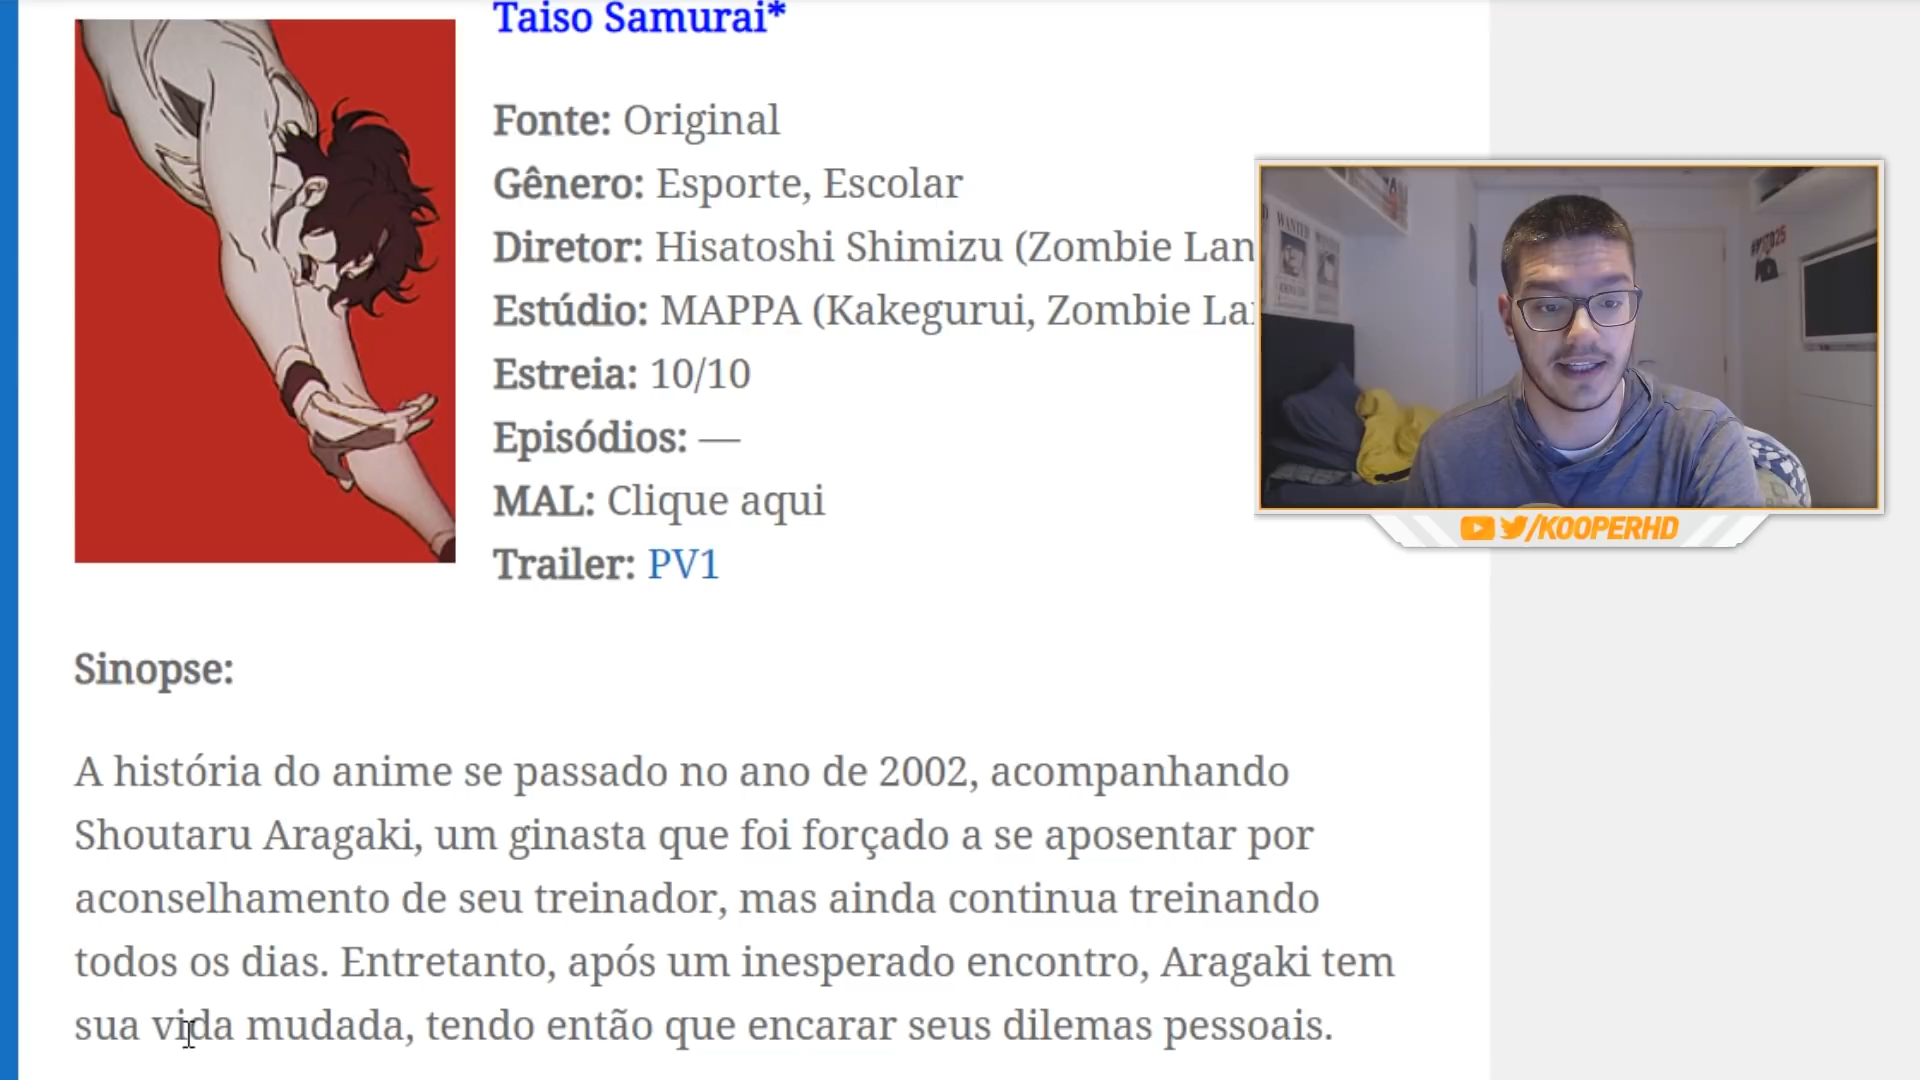 Taiso Samurai*
Fonte: Original
Gênero: Esporte, Escolar
Diretor: Hisatoshi Shimizu (Zombie Lan
Estúdio: MAPPA (Kakegurui, Zombie La
Estreia: 10/10
Episódios: —
MAL: Clique aqui
Trailer: PV1
WANTED
/KOOPERHD
Sinopse:
A história do anime se passado no ano de 2002, acompanhando
Shoutaru Aragaki, um ginasta que foi forçado a se aposentar por
aconselhamento de seu treinador, mas ainda continua treinando
todos os dias. Entretanto, após um inesperado encontro, Aragaki tem
sua vida mudada, tendo então que encarar seus dilemas pessoais.